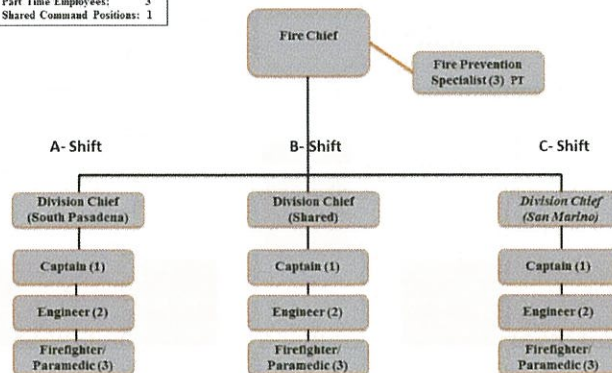 Part Time Employees: 3
Shared Command Positions: 1
Fire Chief
Fire Prevention
Specialist (3) PT
A- Shift
B- Shift
C- Shift
Division Chief
(South Pasadena)
Division Chief
(Shared)
Division Chief
(San Marino)
Captain (1)
Captain (1)
Captain (1)
Engineer (2)
Engineer (2)
Engineer (2)
Firefighter/
Paramedic (3)
Firefighter/
Paramedic (3)
Firefighter/
Paramedic (3)